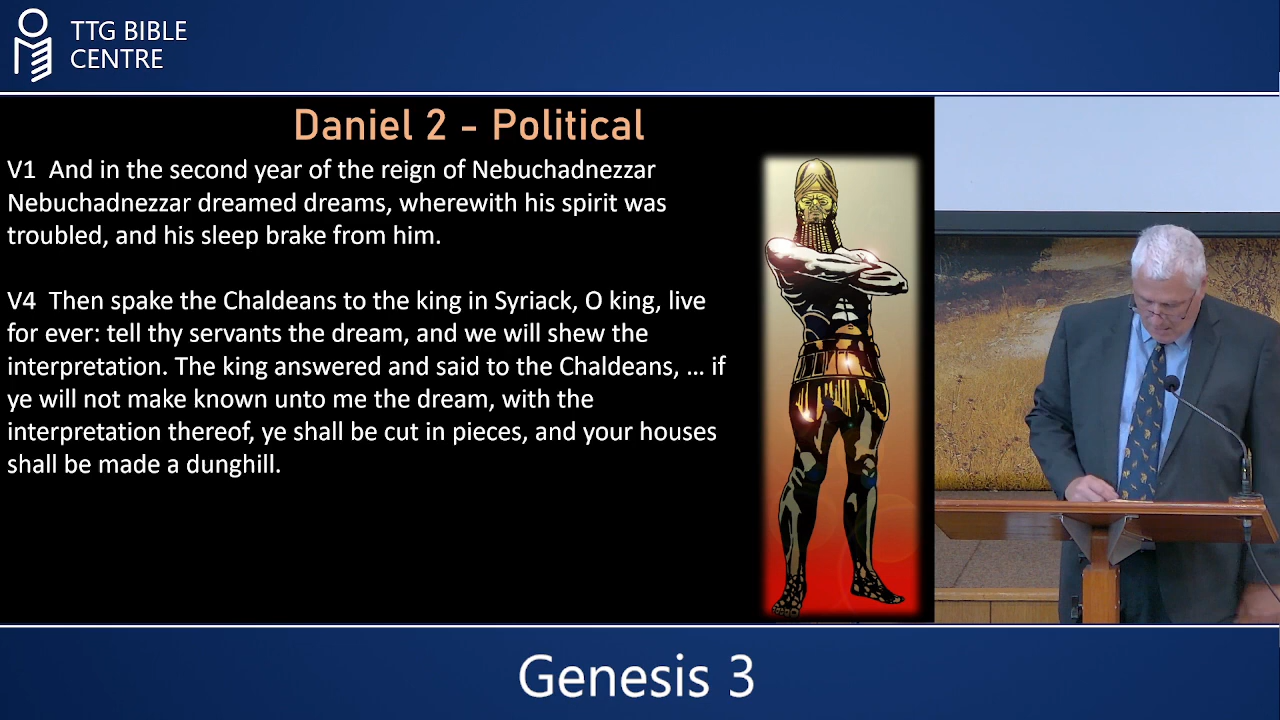 TTG BIBLE
CENTRE
Daniel 2 - Political
V1 And in the second year of the reign of Nebuchadnezzar
Nebuchadnezzar dreamed dreams, wherewith his spirit was
troubled, and his sleep brake from him.
V4 Then spake the Chaldeans to the king in Syriack, O king, live
for ever: tell thy servants the dream, and we will shew the
interpretation. The king answered and said to the Chaldeans, ... if
ye will not make known unto me the dream, with the
interpretation thereof, ye shall be cut in pieces, and your houses
shall be made a dunghill.
Genesis 3